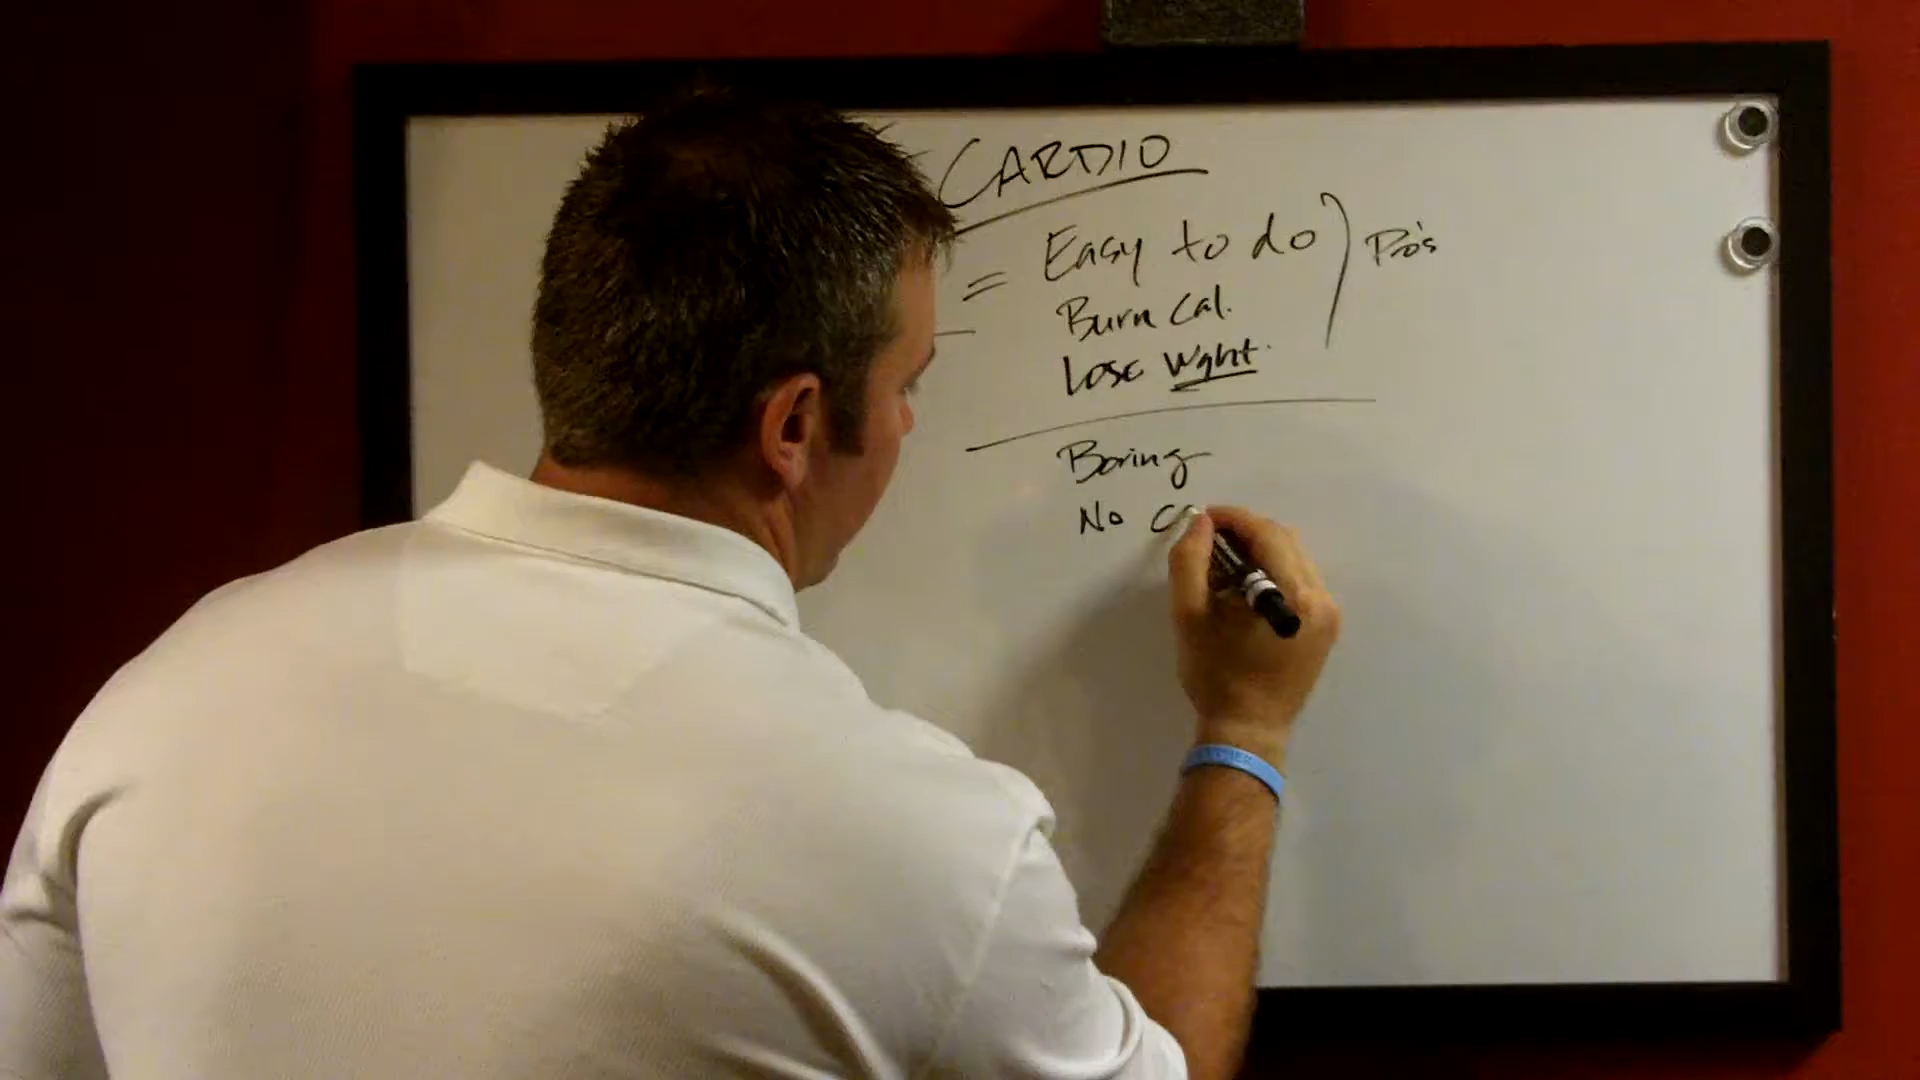 CARDIO
= Easy to do
Pro's
Burn Cal.
Lose Wght.
Boring
No